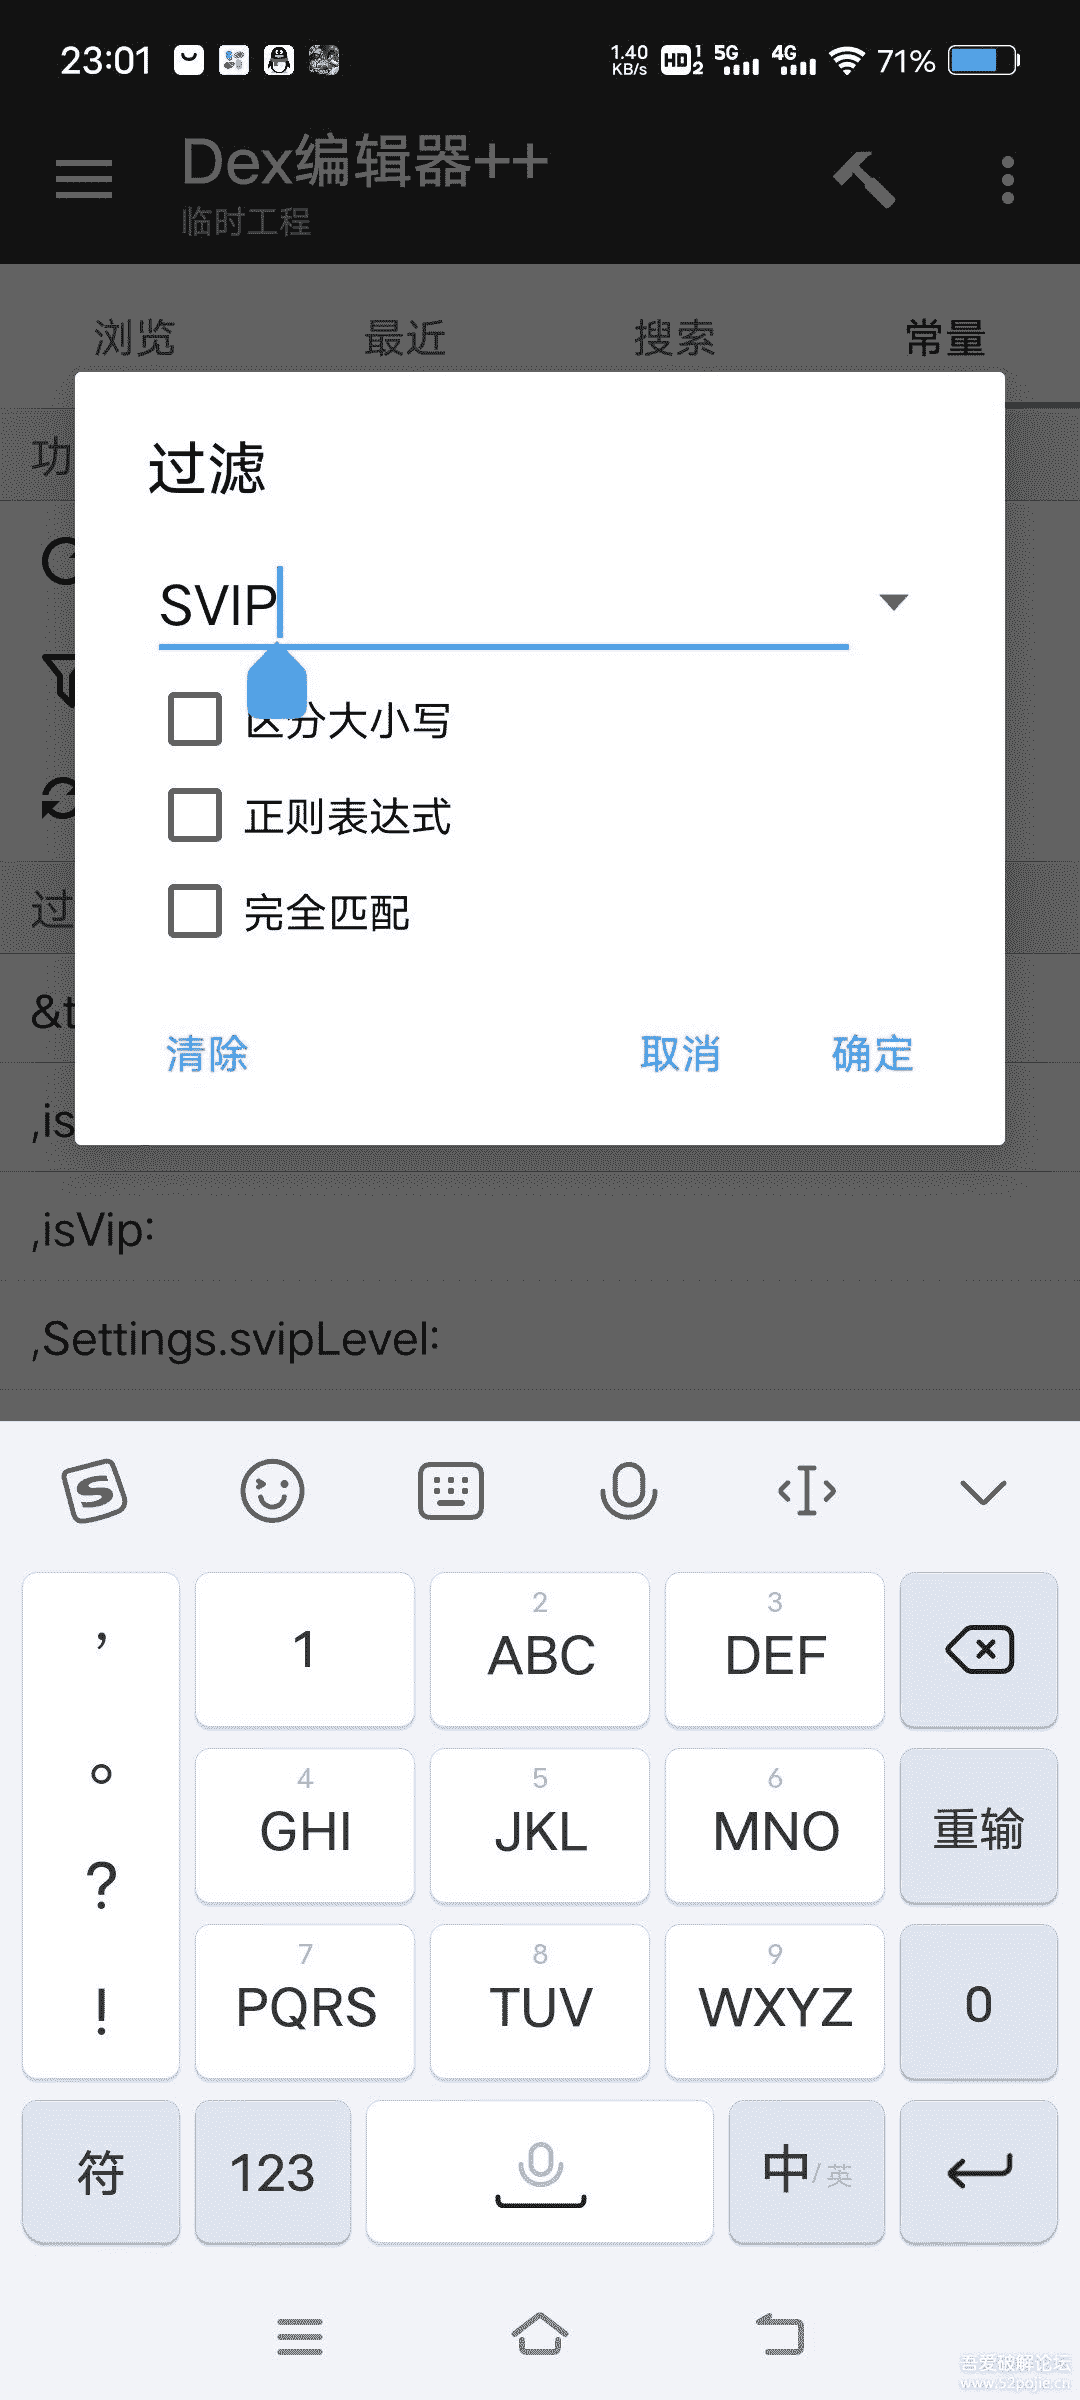 23:01 1.40 KB/s HD 1 2 5G 4G 71%
Dex编辑器++
临时工程
浏览 最近 搜索 常量
功
过滤
SVIP
区分大小写
正则表达式
完全匹配
过
&t
清除 取消 确定
,is
,isVip:
,Settings.svipLevel:
, 1 2 ABC 3 DEF
。 4 GHI 5 JKL 6 MNO 重输
?
! 7 PQRS 8 TUV 9 WXYZ 0
符 123 中/英
吾爱破解论坛
www.52pojie.cn